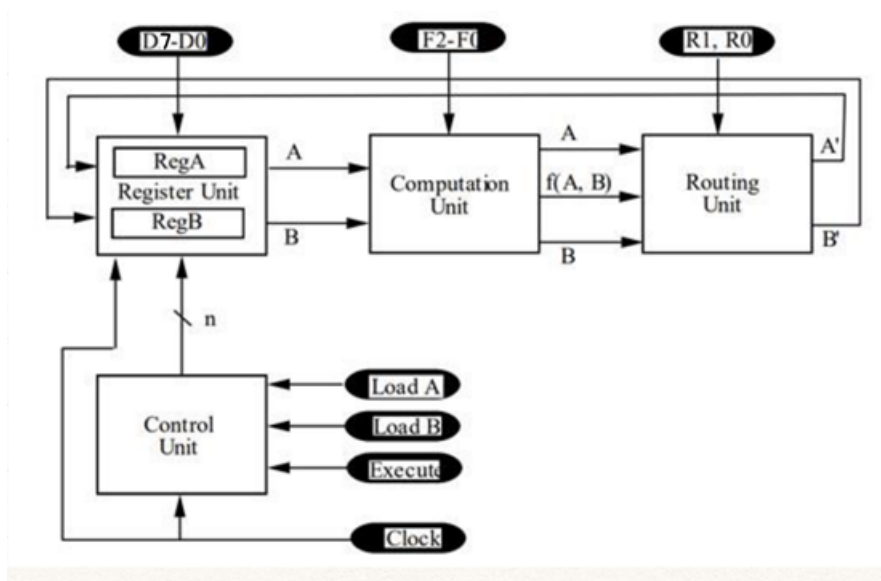 D7-D0
F2-F0
R1, R0
RegA
Register Unit
RegB
A
B
Computation
Unit
A
f(A, B)
B
Routing
Unit
A'
B'
n
Control
Unit
Load A
Load B
Execute
Clock